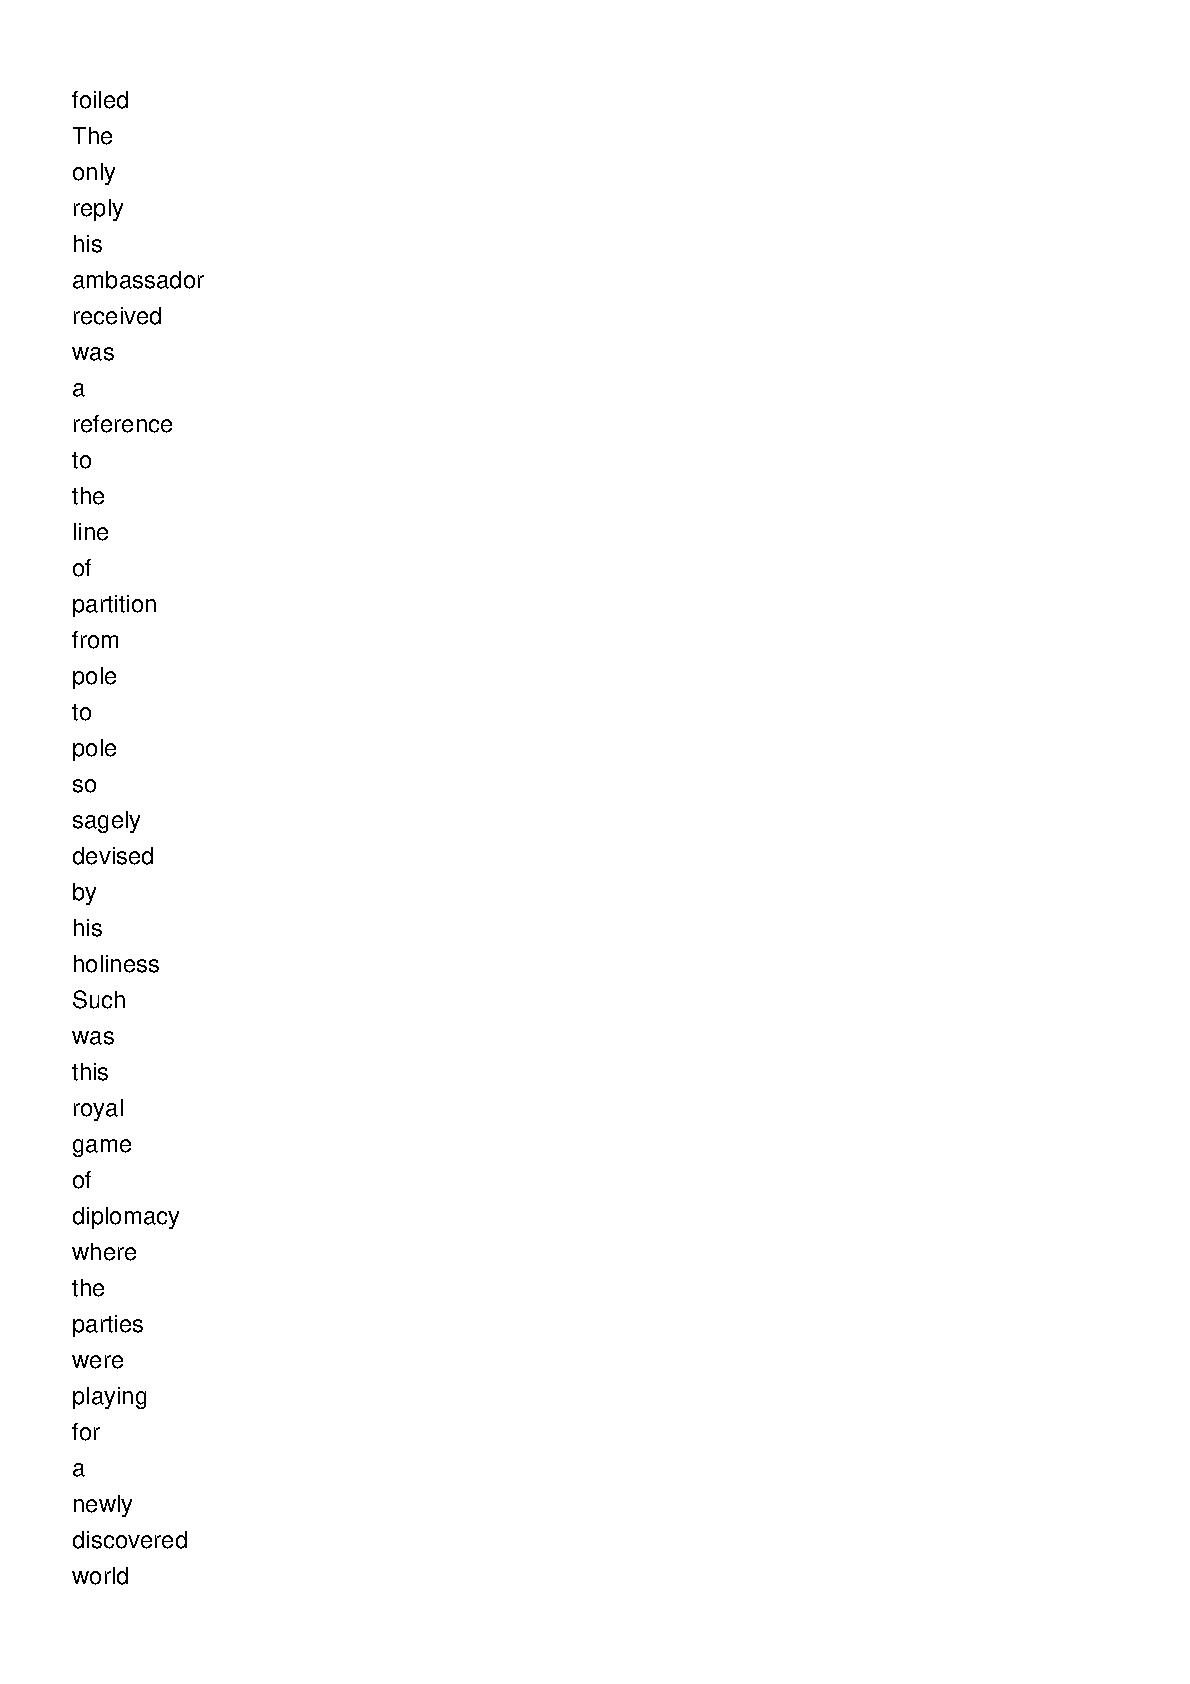 foiled
The
only
reply
his
ambassador
received
was
a
reference
to
the
line
of
partition
from
pole
to
pole
so
sagely
devised
by
his
holiness
Such
was
this
royal
game
of
diplomacy
where
the
parties
were
playing
for
a
newly
discovered
world